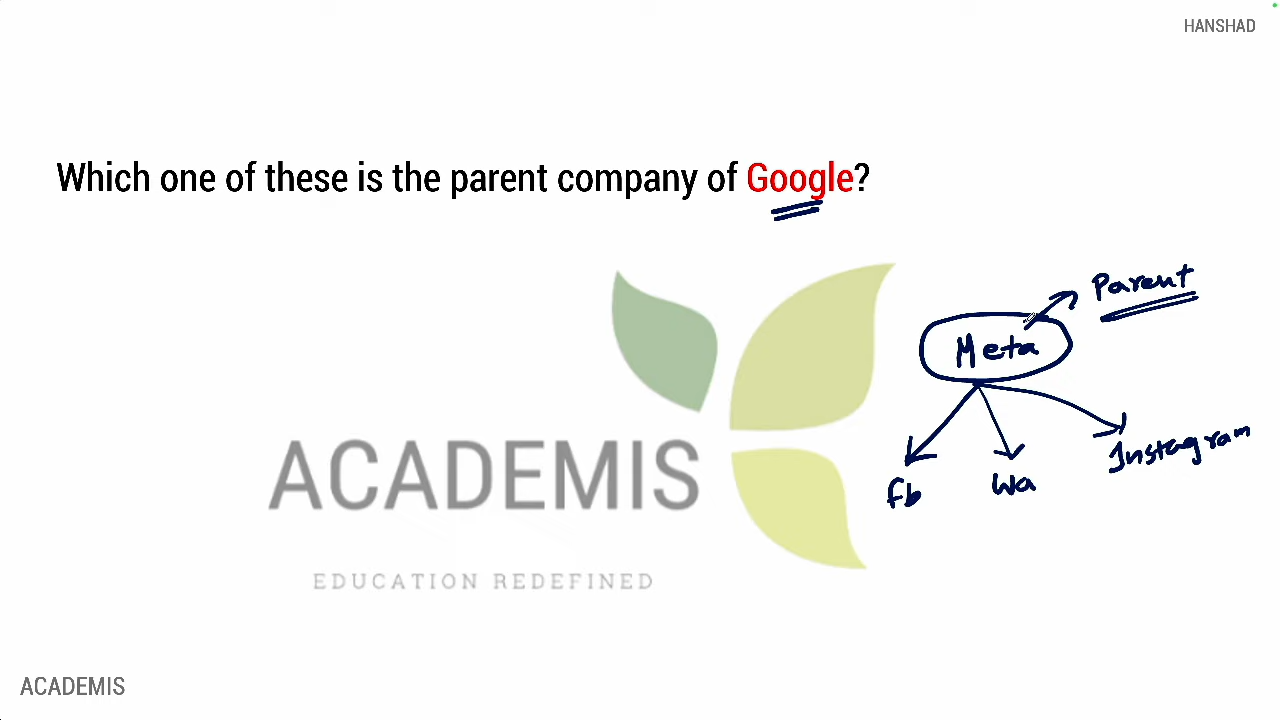 HANSHAD
Which one of these is the parent company of Google?
Parent
Meta
fb
wa
Instagram
ACADEMIS
EDUCATION REDEFINED
ACADEMIS